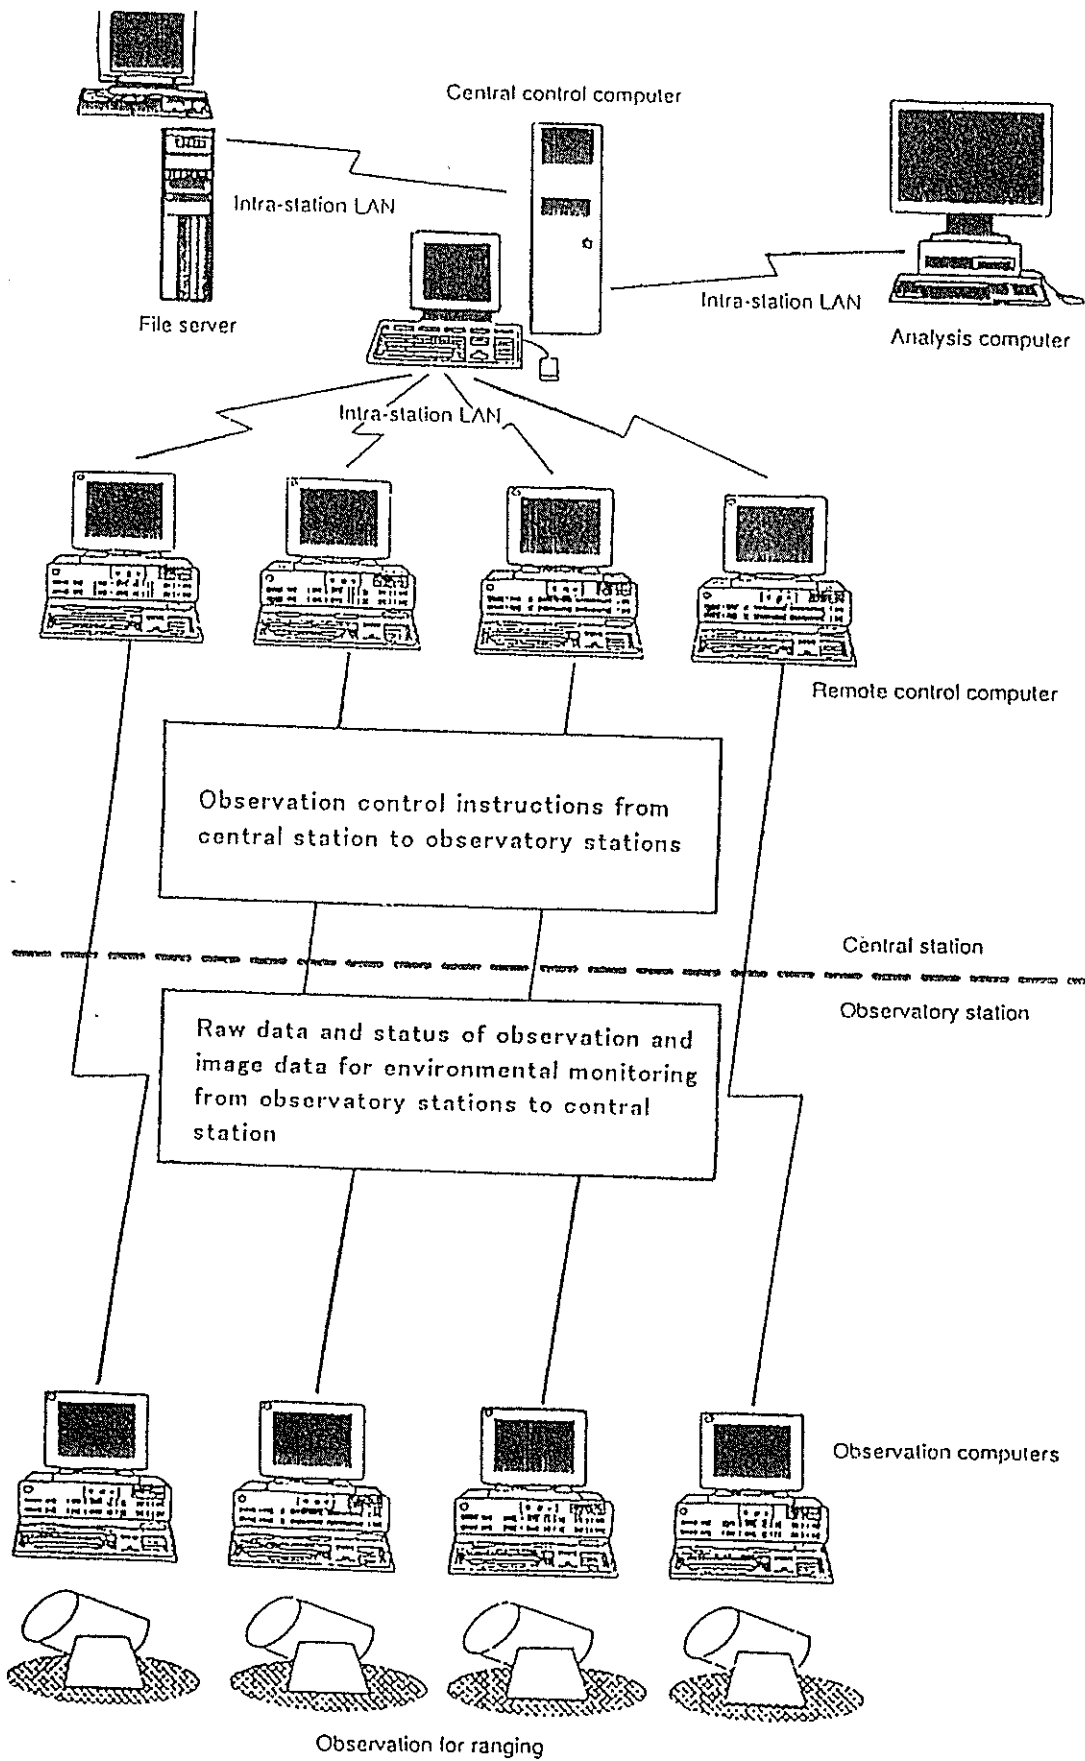 Central control computer
Intra-station LAN
File server
Intra-station LAN
Analysis computer
Intra-station LAN
Remote control computer
Observation control instructions from
central station to observatory stations
Central station
Observatory station
Raw data and status of observation and
image data for environmental monitoring
from observatory stations to contral
station
Observation computers
Observation for ranging